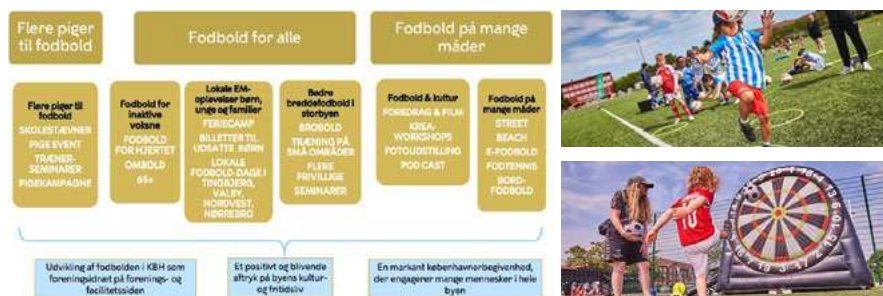 Flere piger
til fodbold
Fodbold for alle
Fodbold på mange
måder
Flere piger til
fodbold
SKOLESTÆVNER
PIGE EVENT
TRÆNER-
SEMINARER
PIGEKAMPAGNE
Fodbold for
inaktive
voksne
FODBOLD
FOR HJERTET
OMBOLD
65+
Lokale EM-
oplevelser børn,
unge og familier
FERIECAMP
BILLETTER TIL
UDSATTE BØRN
LOKALE
FODBOLD-DAGE I
TINGBJERG,
VALBY,
NORDVEST,
NØRREBRO
Bedre
breddefodbold i
storbyen
BROBOLD
TRÆNING PÅ
SMÅ OMRÅDER
FLERE
FRIVILLIGE
SEMINARER
Fodbold & kultur
FOREDRAG & FILM
KREA-
WORKSHOPS
FOTOUDSTILLING
POD CAST
Fodbold på
mange måder
STREET
BEACH
E-FODBOLD
FODTENNIS
BORD-
FODBOLD
Udvikling af fodbolden i KBH som
foreningsidræt på forenings- og
facilitetssiden
Et positivt og blivende
aftryk på byens kultur-
og fritidsliv
En markant københavnerbegivenhed,
der engagerer mange mennesker i hele
byen
10